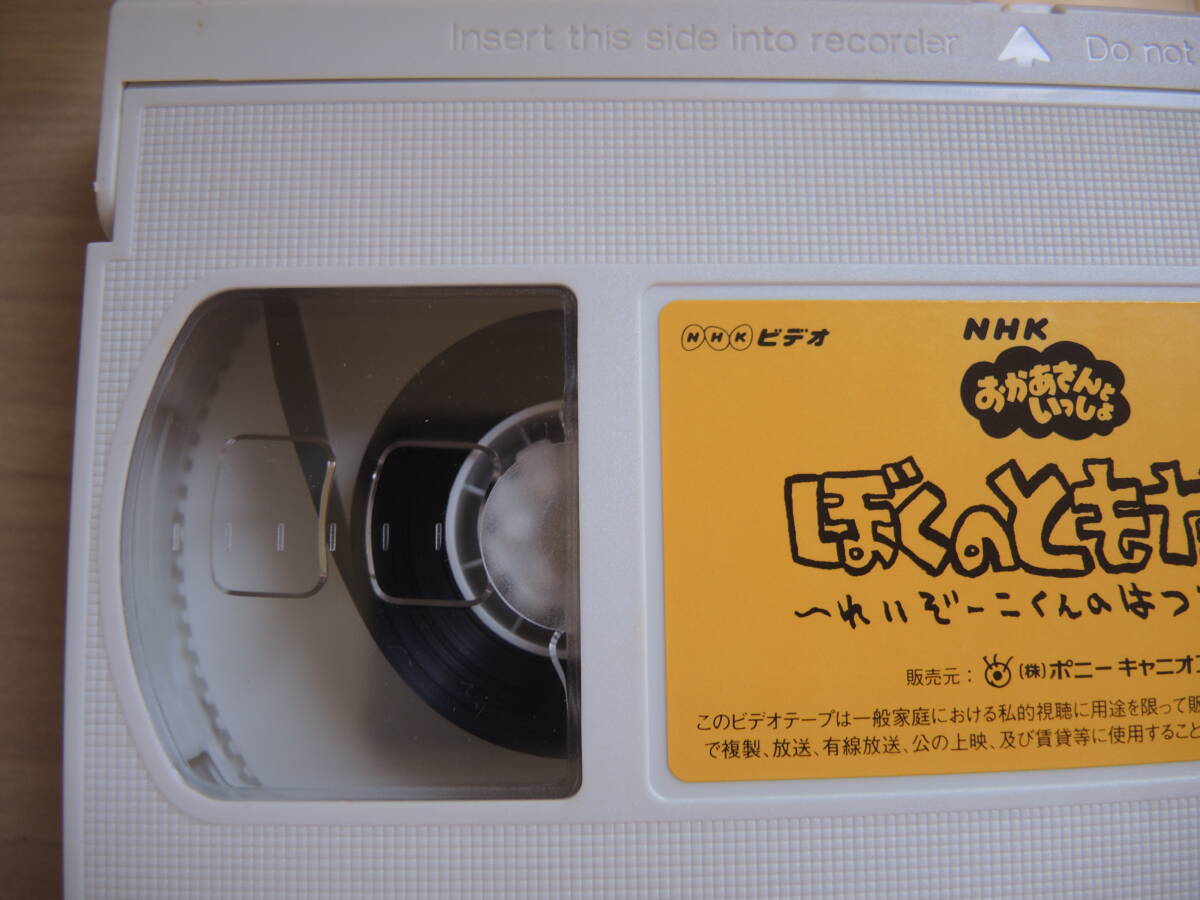 Insert this side into recorder Do not
NHK ビデオ
NHK
おかあさんと
いっしょ
ぼくのともだ
〜れいぞーこくんのはつ
販売元: (株)ポニーキャニオン
このビデオテープは一般家庭における私的視聴に用途を限って販
で複製、放送、有線放送、公の上映、及び賃貸等に使用すること